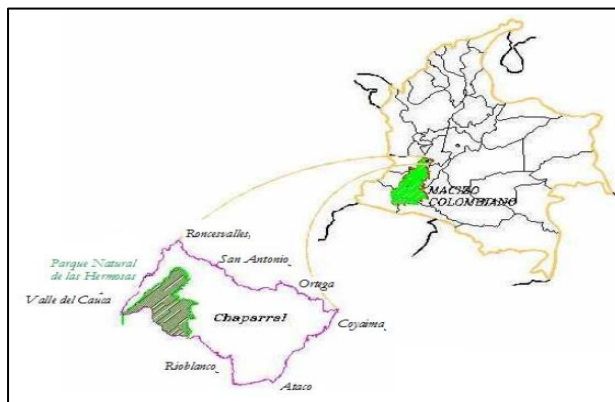 MACIZO
COLOMBIANO
Roncesvalles,
San Antonio
Parque Natural
de las Hermosas
Ortega
Valle del Cauca
Chaparral
Coyaima
Rioblanco
Ataco